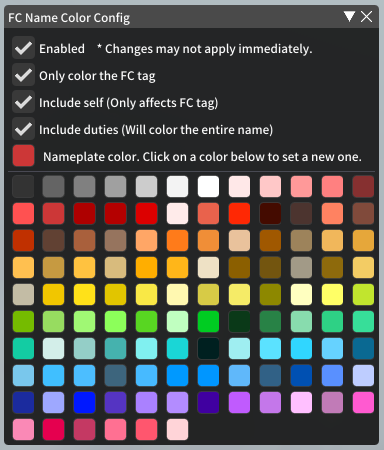 FC Name Color Config
Enabled * Changes may not apply immediately.
Only color the FC tag
Include self (Only affects FC tag)
Include duties (Will color the entire name)
Nameplate color. Click on a color below to set a new one.